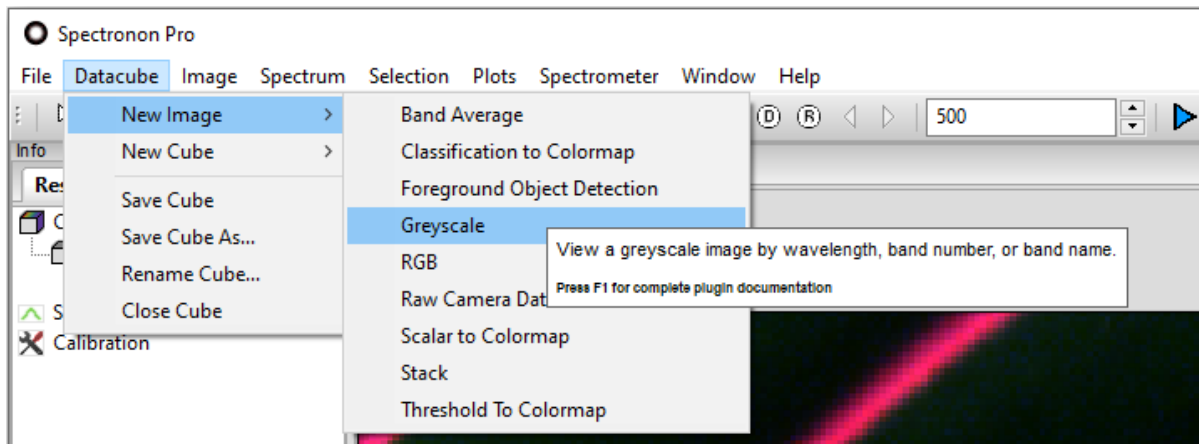 Spectronon Pro
File Datacube Image Spectrum Selection Plots Spectrometer Window Help
New Image > Band Average D R 500
Info New Cube > Classification to Colormap
Foreground Object Detection
Save Cube Greyscale
Save Cube As... View a greyscale image by wavelength, band number, or band name.
RGB
Rename Cube... Press F1 for complete plugin documentation
Raw Camera
Close Cube
Calibration Scalar to Colormap
Stack
Threshold To Colormap